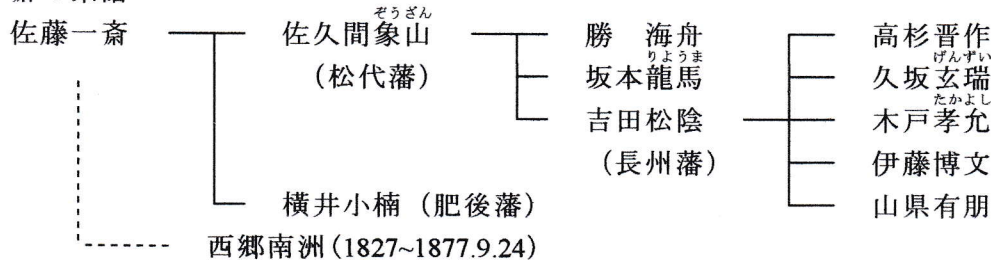 佐藤一斎 佐久間象山 勝 海舟 高杉晋作
ぞうざん
(松代藩) 坂本龍馬 久坂玄瑞
りようま げんずい
吉田松陰 木戸孝允
たかよし
(長州藩) 伊藤博文
横井小楠 (肥後藩) 山県有朋
西郷南洲(1827~1877.9.24)